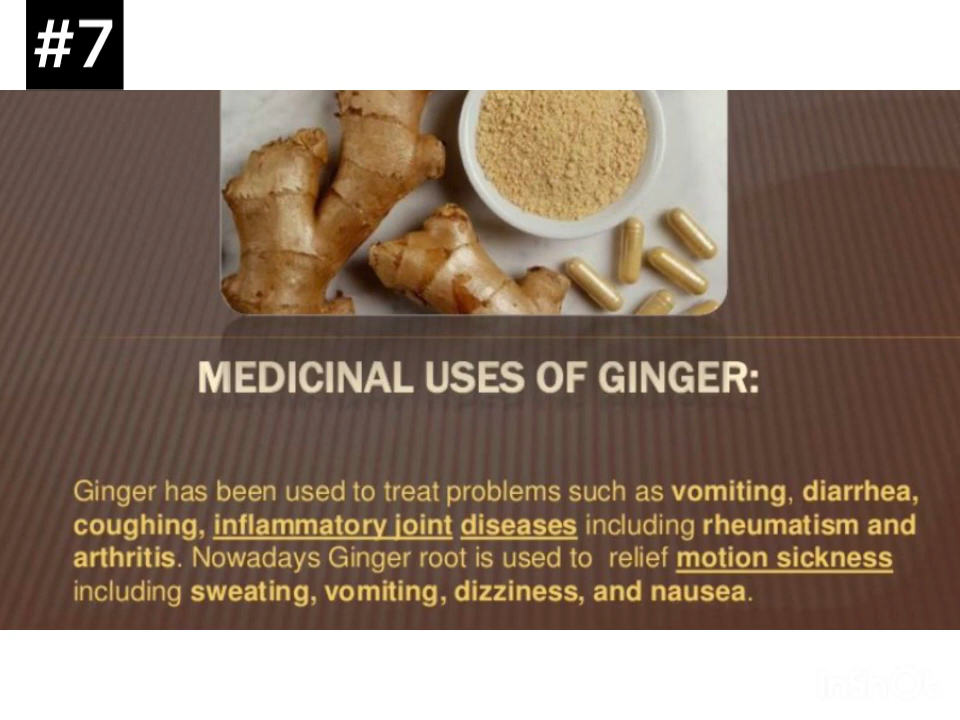 #7
MEDICINAL USES OF GINGER:
Ginger has been used to treat problems such as vomiting, diarrhea,
coughing, inflammatory joint diseases including rheumatism and
arthritis. Nowadays Ginger root is used to  relief motion sickness
including sweating, vomiting, dizziness, and nausea.